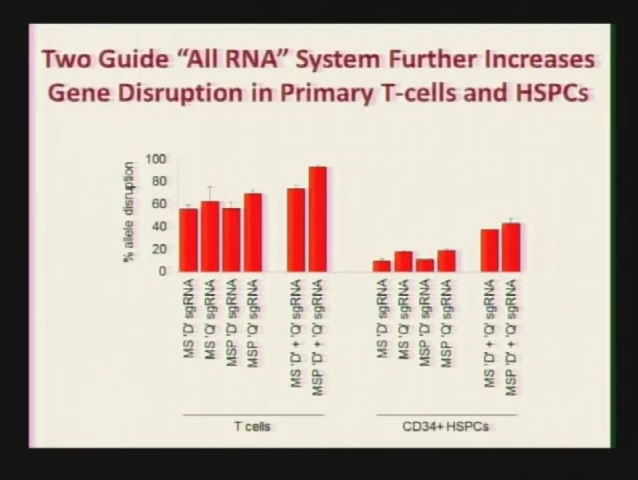 Two Guide “All RNA” System Further Increases
Gene Disruption in Primary T-cells and HSPCs
% allele disruption
100
80
60
40
20
0
MS 'D' sgRNA
MS 'Q' sgRNA
MSP 'D' sgRNA
MSP 'Q' sgRNA
MS 'D' + 'Q' sgRNA
MSP 'D' + 'Q' sgRNA
MS 'D' sgRNA
MS 'Q' sgRNA
MSP 'D' sgRNA
MSP 'Q' sgRNA
MS 'D' + 'Q' sgRNA
MSP 'D' + 'Q' sgRNA
T cells
CD34+ HSPCs